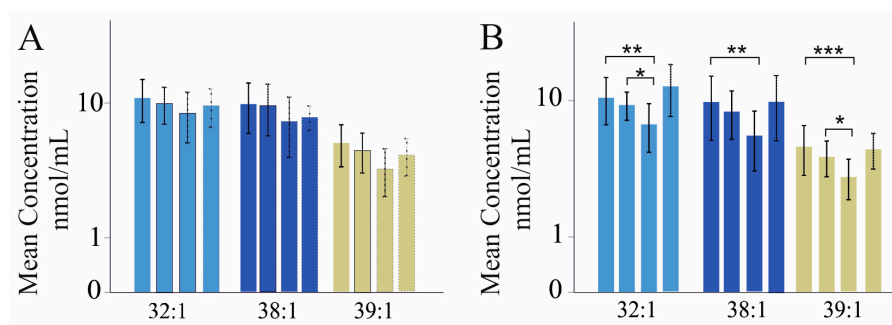 A
Mean Concentration
nmol/mL
10
1
0
32:1
38:1
39:1
B
Mean Concentration
nmol/mL
10
1
0
**
*
**
***
*
32:1
38:1
39:1